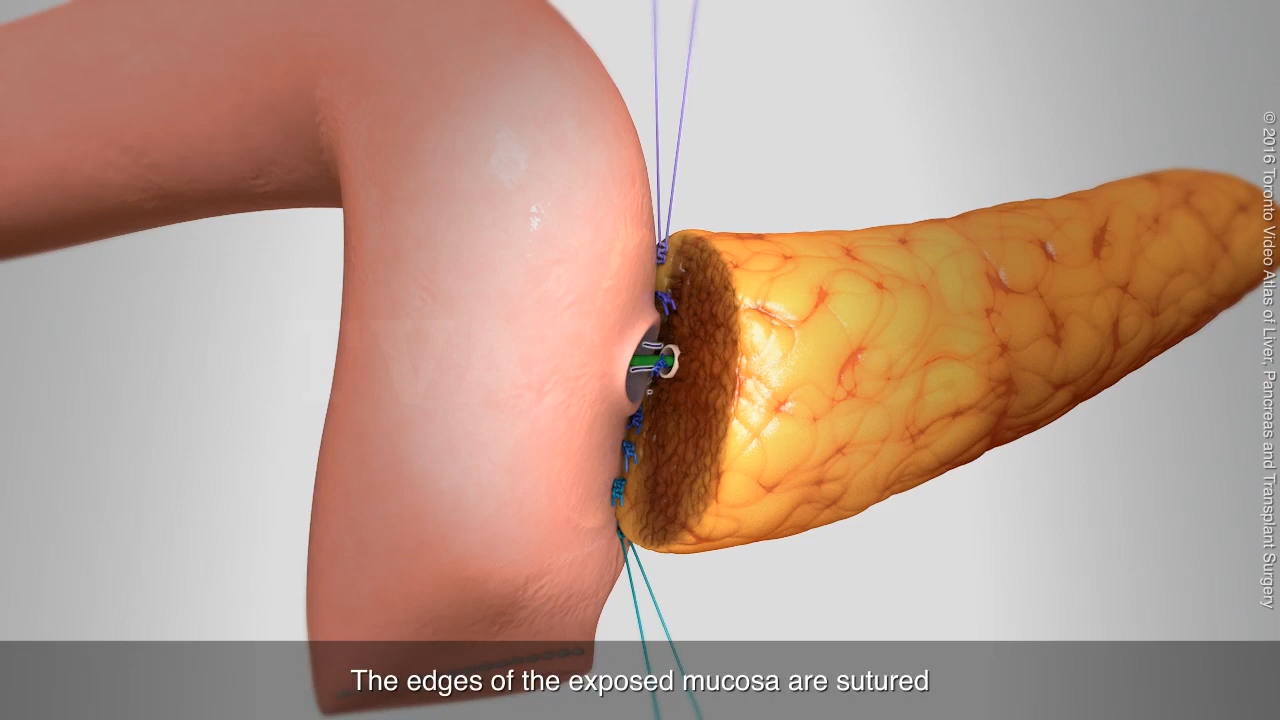 The edges of the exposed mucosa are sutured
© 2016 Toronto Video Atlas of Liver, Pancreas and Transplant Surgery